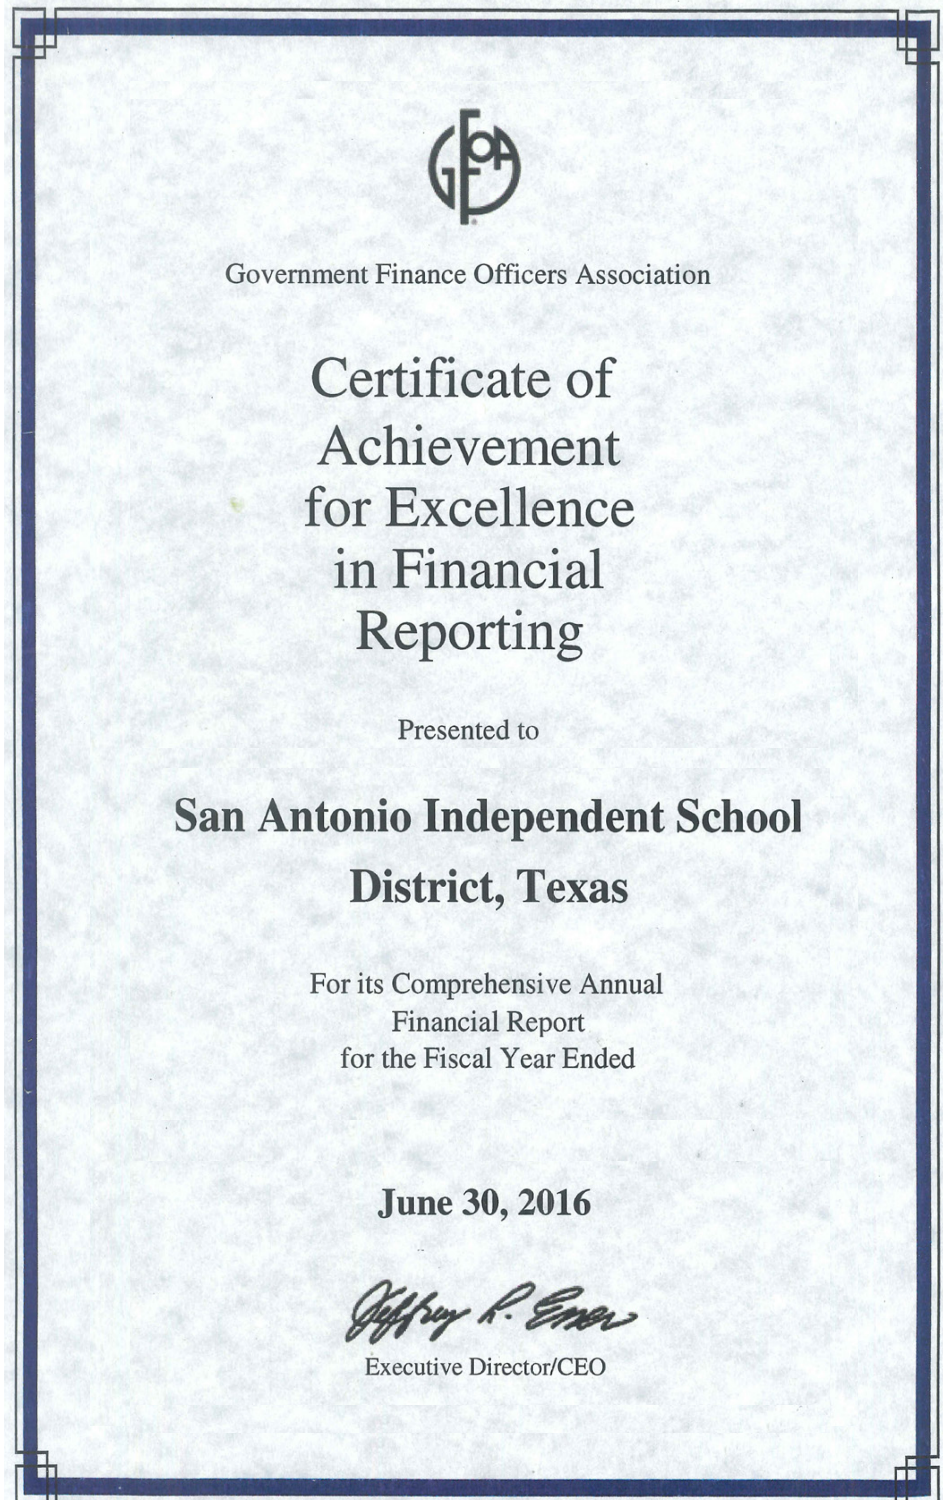 GFOA
Government Finance Officers Association
Certificate of
Achievement
for Excellence
in Financial
Reporting
Presented to
San Antonio Independent School
District, Texas
For its Comprehensive Annual
Financial Report
for the Fiscal Year Ended
June 30, 2016
Jeffrey R. Ener
Executive Director/CEO